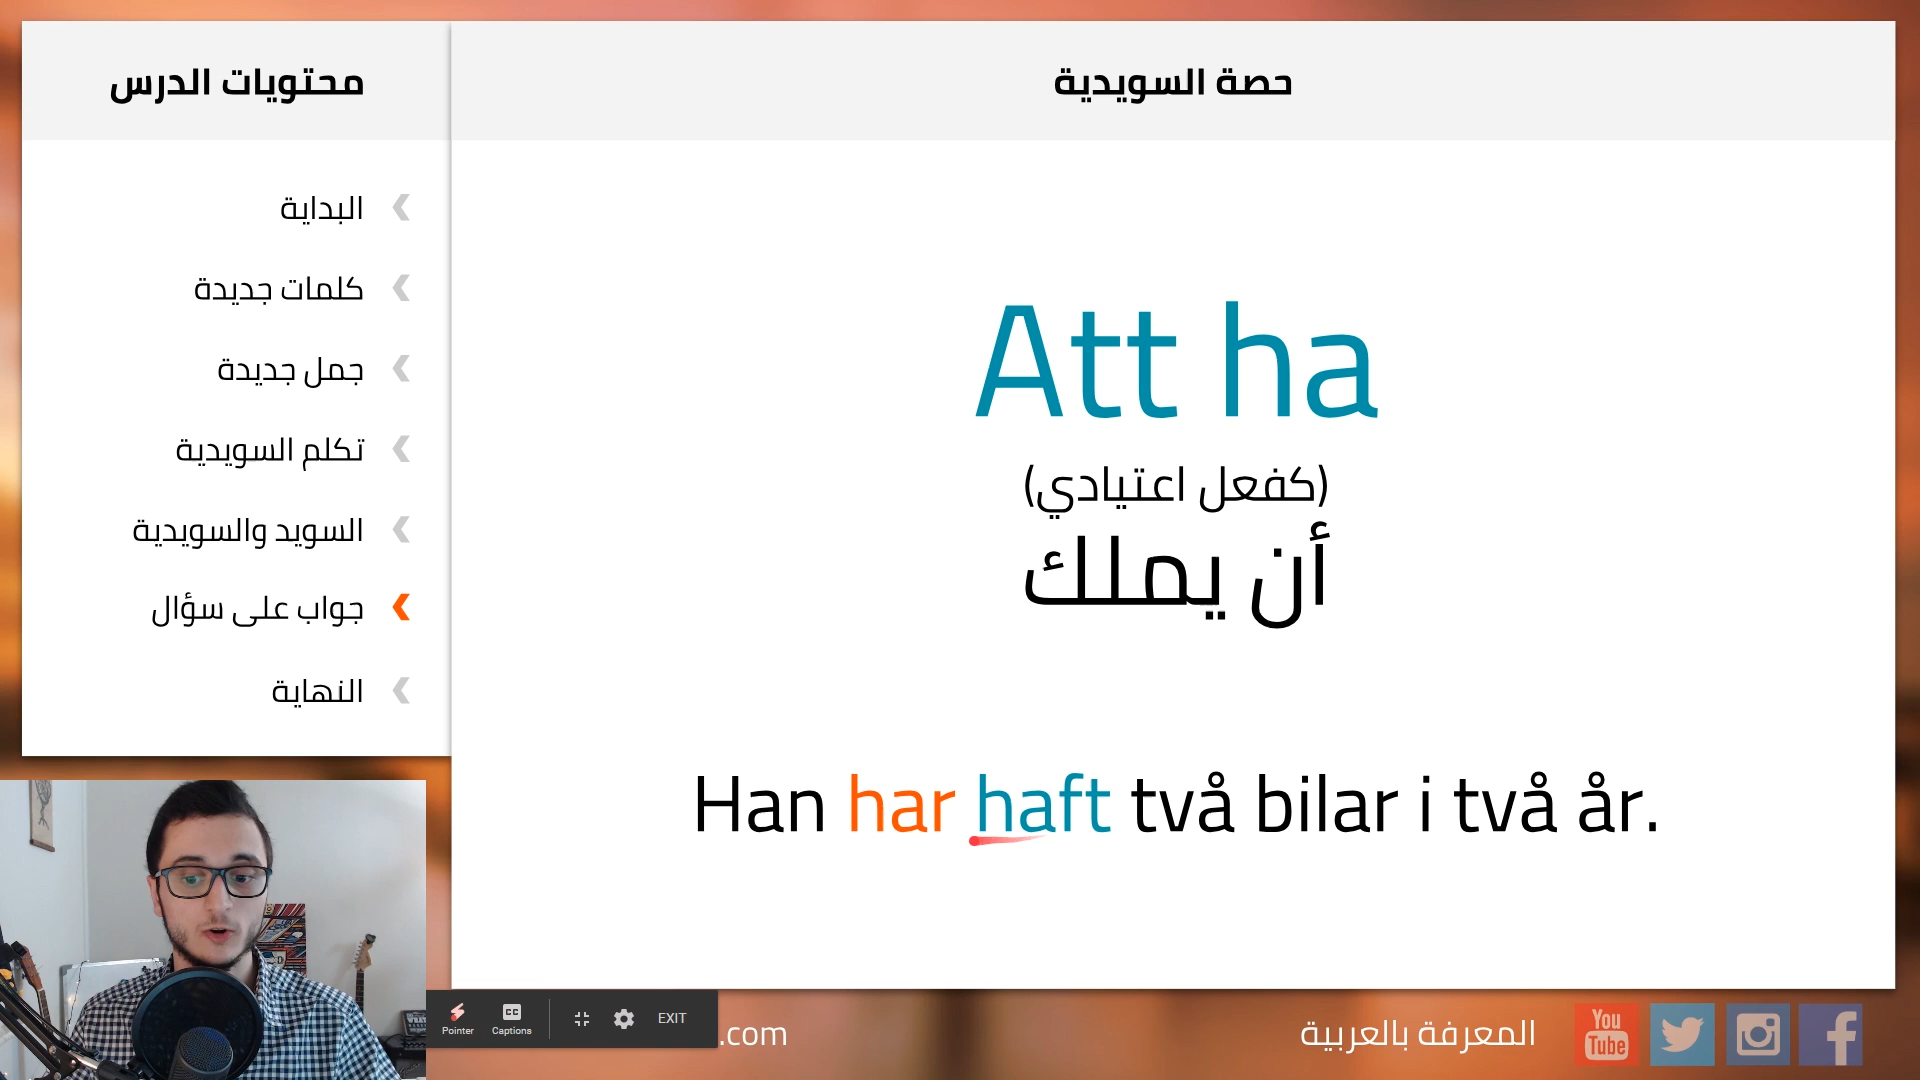 حصة السويدية
محتويات الدرس
البداية
كلمات جديدة
جمل جديدة
تكلم السويدية
السويد والسويدية
جواب على سؤال
النهاية
Att ha
(كفعل اعتيادي)
أن يملك
Han har haft två bilar i två år.
Pointer
CC
Captions
EXIT
.com
المعرفة بالعربية
You
Tube